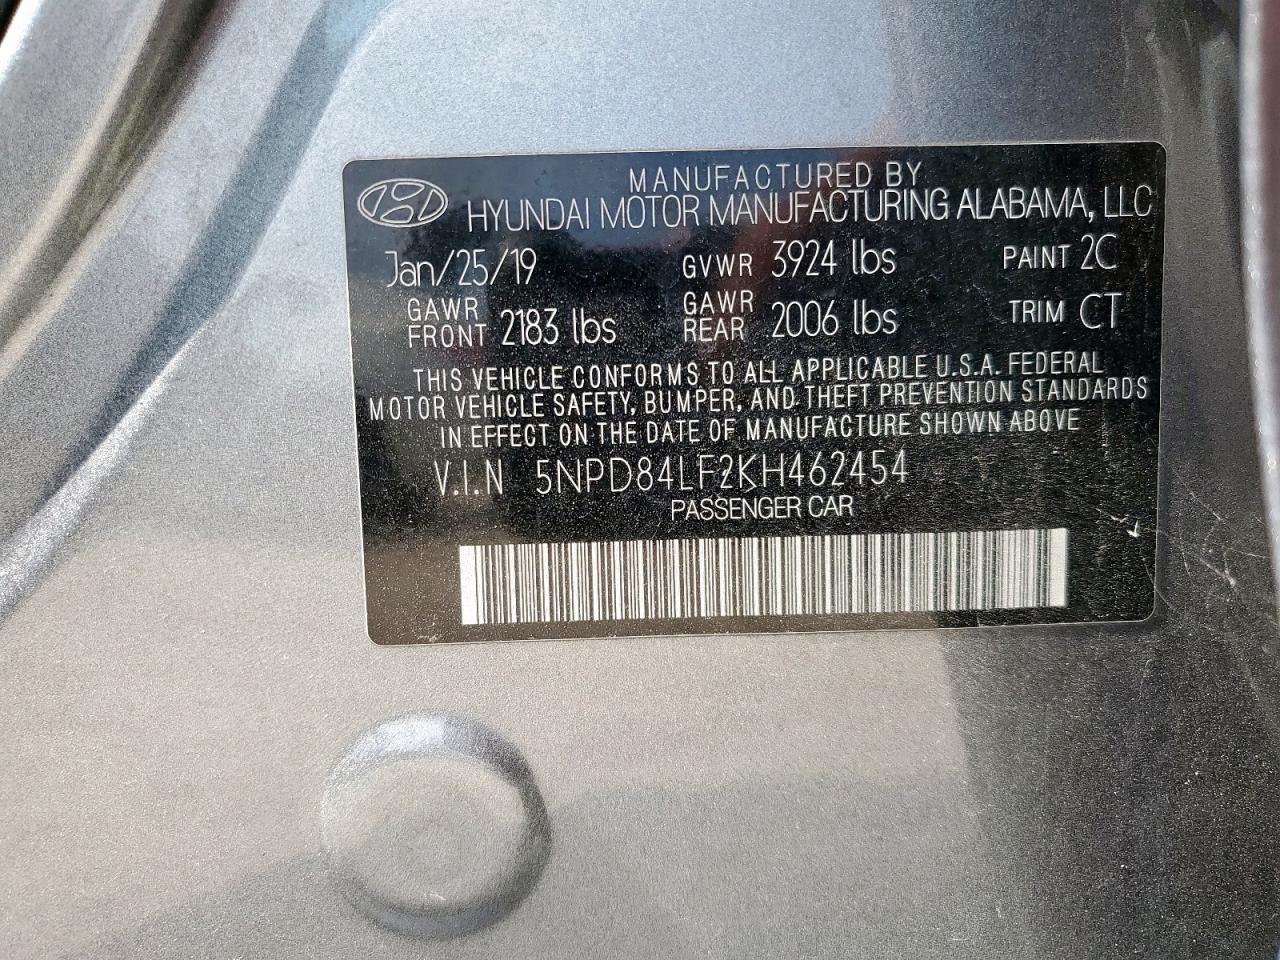 MANUFACTURED BY
HYUNDAI MOTOR MANUFACTURING ALABAMA, LLC
Jan/25/19 GVWR 3924 lbs PAINT 2C
GAWR FRONT 2183 lbs GAWR REAR 2006 lbs TRIM CT
THIS VEHICLE CONFORMS TO ALL APPLICABLE U.S.A. FEDERAL
MOTOR VEHICLE SAFETY, BUMPER, AND THEFT PREVENTION STANDARDS
IN EFFECT ON THE DATE OF MANUFACTURE SHOWN ABOVE
V.I.N 5NPD84LF2KH462454
PASSENGER CAR